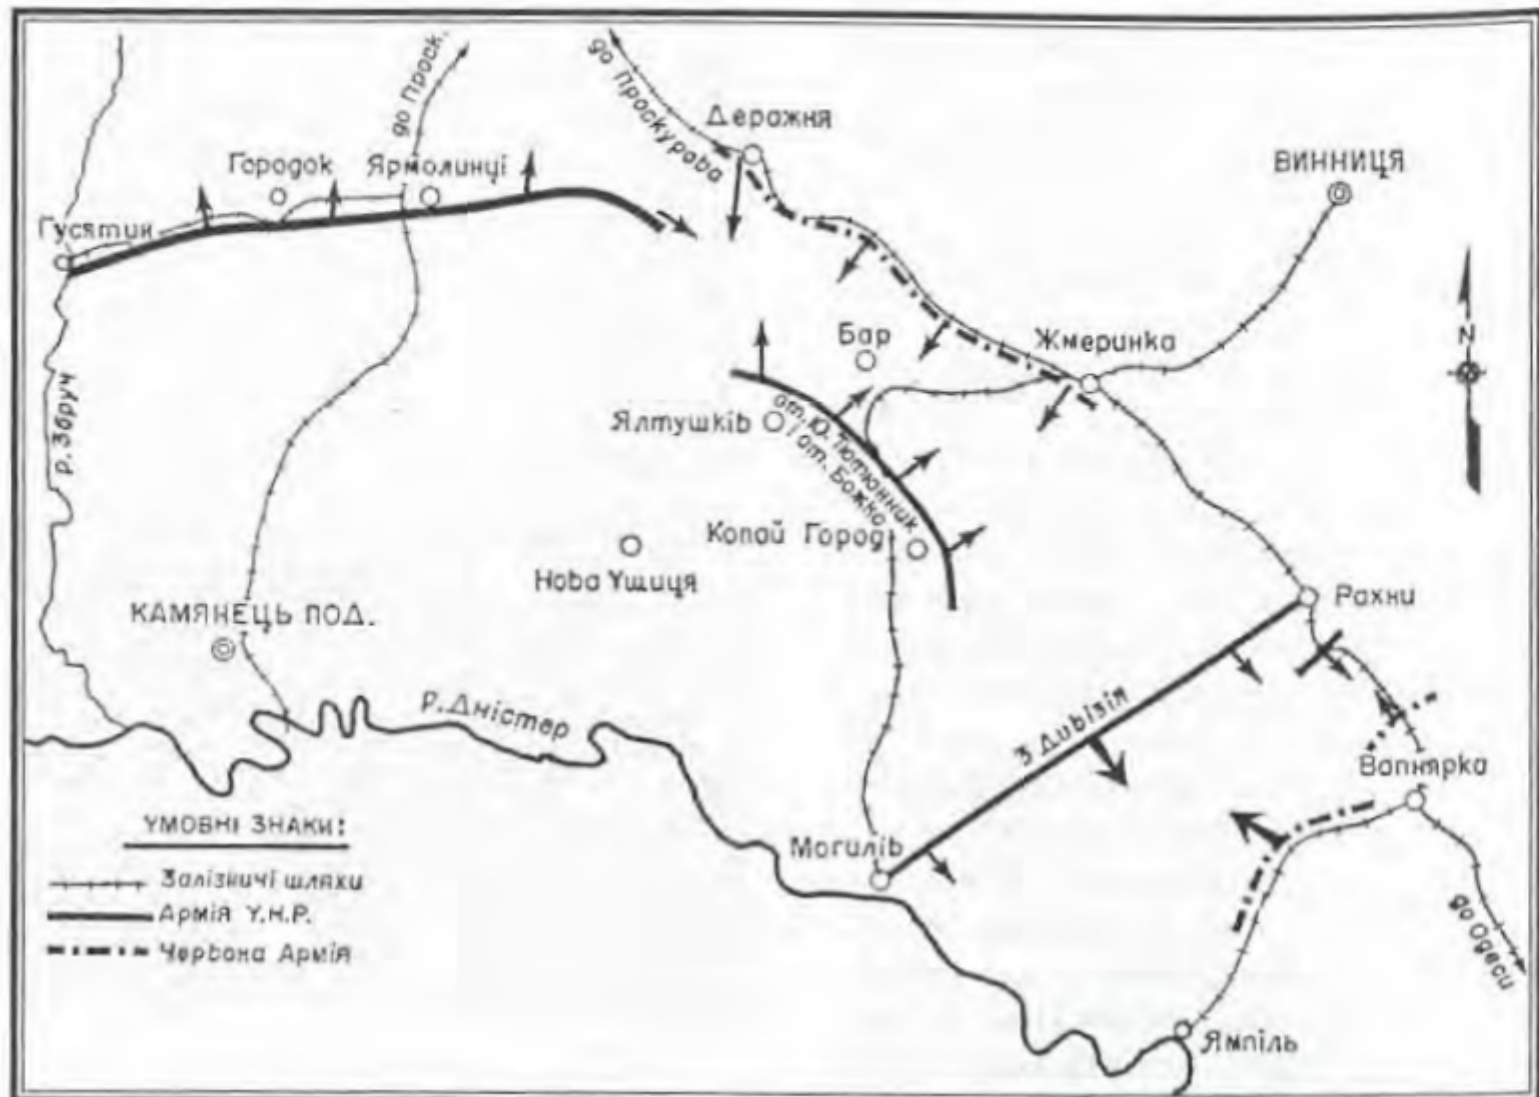 до Проск.
до Проскурова
Деражня
ВИННИЦЯ
Городок
Ярмолинці
Гусятин
р. Збруч
N
Бар
Жмеринка
Ялтушків
от. Ю. Тютюнник
і от. Божко
Копай Город
Нова Ушиця
КАМЯНЕЦЬ ПОД.
Рахни
р. Дністер
3 Дивізія
Вапнярка
Могилів
до Одеси
Ямпіль
УМОВНІ ЗНАКИ:
Залізничі шляхи
Армія У.Н.Р.
Червона Армія